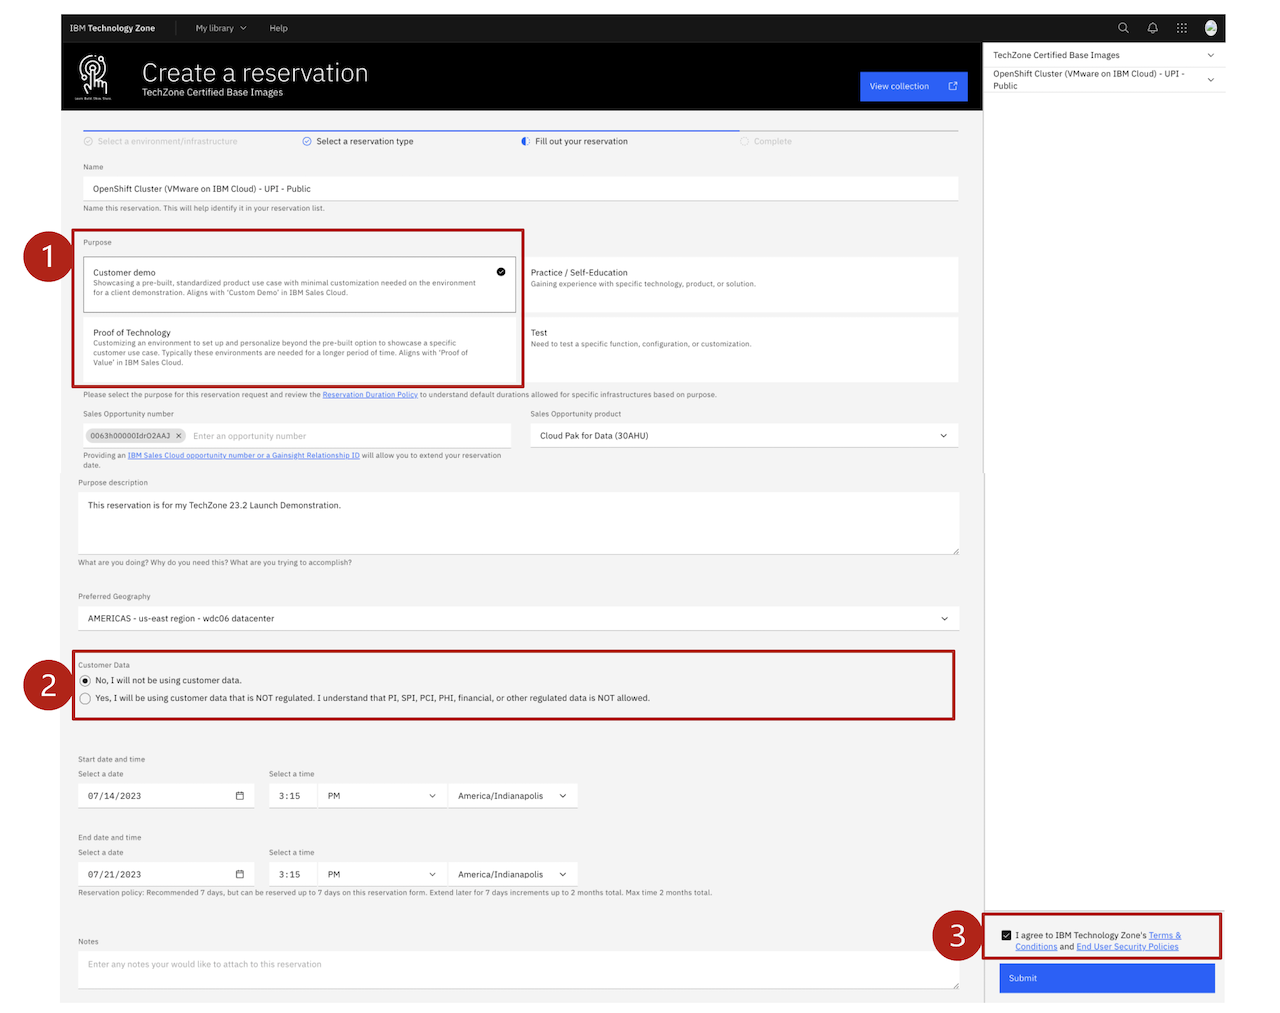 IBM Technology Zone
My library
Help
Create a reservation
TechZone Certified Base Images
View collection
TechZone Certified Base Images
OpenShift Cluster (VMware on IBM Cloud) - UPI -
Public
Select a environment/infrastructure
Select a reservation type
Fill out your reservation
Complete
Name
OpenShift Cluster (VMware on IBM Cloud) - UPI - Public
Name this reservation. This will help identify it in your reservation list.
1
Purpose
Customer demo
Showcasing a pre-built, standardized product use case with minimal customization needed on the environment
for a client demonstration. Aligns with 'Custom Demo' in IBM Sales Cloud.
Practice / Self-Education
Gaining experience with specific technology, product, or solution.
Proof of Technology
Customizing an environment to set up and personalize beyond the pre-built option to showcase a specific
customer use case. Typically these environments are needed for a longer period of time. Aligns with 'Proof of
Value' in IBM Sales Cloud.
Test
Need to test a specific function, configuration, or customization.
Please select the purpose for this reservation request and review the Reservation Duration Policy to understand default durations allowed for specific infrastructures based on purpose.
Sales Opportunity number
0063h00000IdrO2AAJ
Enter an opportunity number
Providing an IBM Sales Cloud opportunity number or a Gainsight Relationship ID will allow you to extend your reservation
date.
Sales Opportunity product
Cloud Pak for Data (30AHU)
Purpose description
This reservation is for my TechZone 23.2 Launch Demonstration.
What are you doing? Why do you need this? What are you trying to accomplish?
Preferred Geography
AMERICAS - us-east region - wdc06 datacenter
2
Customer Data
No, I will not be using customer data.
Yes, I will be using customer data that is NOT regulated. I understand that PI, SPI, PCI, PHI, financial, or other regulated data is NOT allowed.
Start date and time
Select a date
Select a time
07/14/2023
3:15
PM
America/Indianapolis
End date and time
Select a date
Select a time
07/21/2023
3:15
PM
America/Indianapolis
Reservation policy: Recommended 7 days, but can be reserved up to 7 days on this reservation form. Extend later for 7 days increments up to 2 months total. Max time 2 months total.
Notes
Enter any notes your would like to attach to this reservation
3
I agree to IBM Technology Zone's Terms &
Conditions and End User Security Policies
Submit